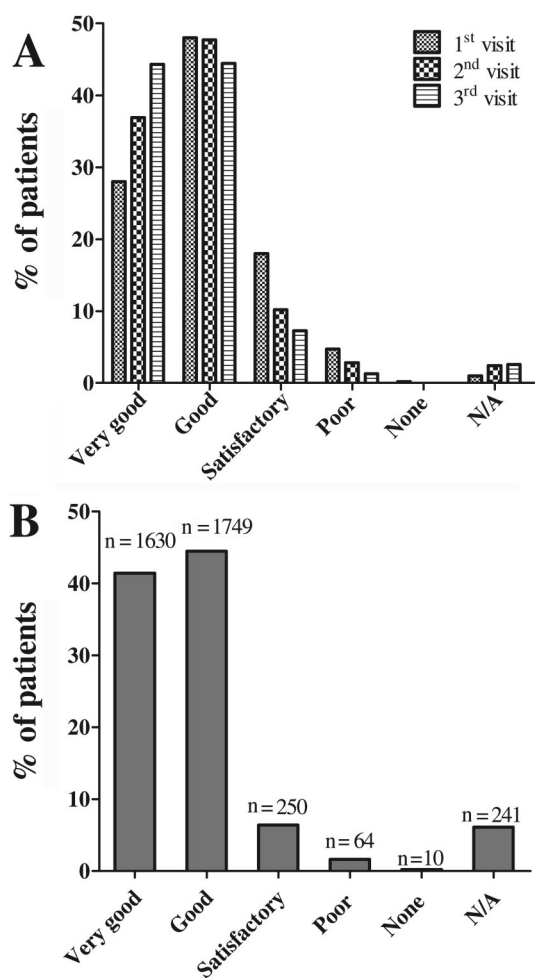 A
% of patients
50
40
30
20
10
0
1st visit
2nd visit
3rd visit
Very good
Good
Satisfactory
Poor
None
N/A
B
% of patients
50
40
30
20
10
0
n = 1630
n = 1749
n = 250
n = 64
n=10
n = 241
Very good
Good
Satisfactory
Poor
None
N/A